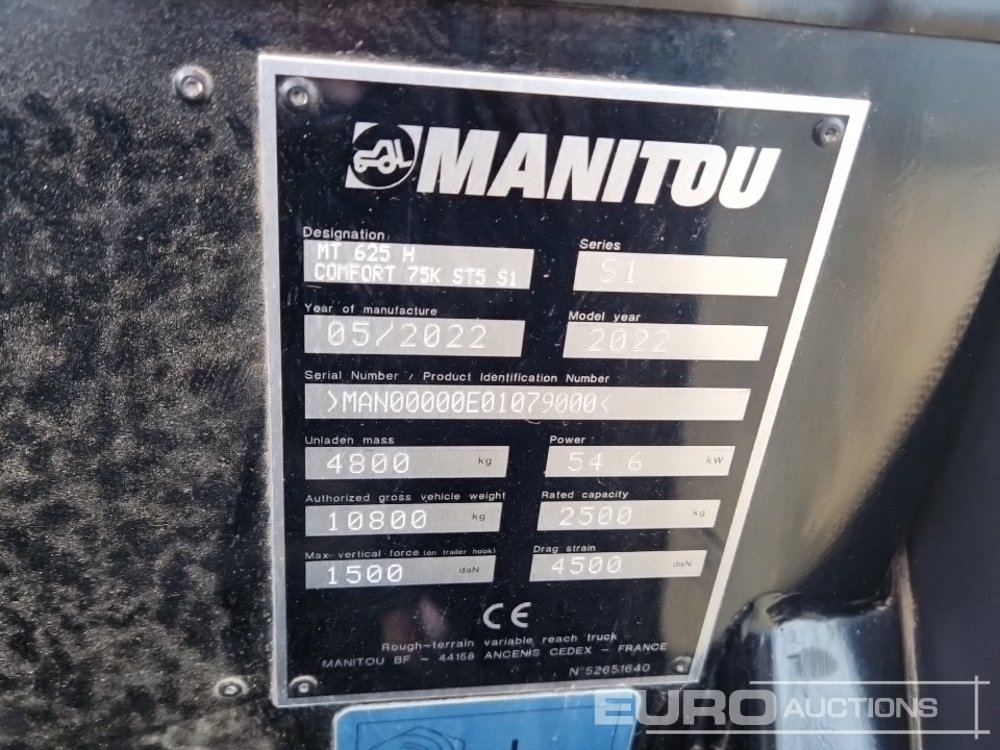 MANITOU
Designation
MT 625 H
COMFORT 75K ST5 S1
Series
S1
Year of manufacture
05/2022
Model year
2022
Serial Number / Product Identification Number
>MAN00000E01079000<
Unladen mass
4800 kg
Power
54.6 kW
Authorized gross vehicle weight
10800 kg
Rated capacity
2500 kg
Max vertical force (on trailer hook)
1500 daN
Drag strain
4500 daN
CE
Rough-terrain variable reach truck
MANITOU BF - 44158 ANCENIS CEDEX - FRANCE
N°52651640
EURO AUCTIONS